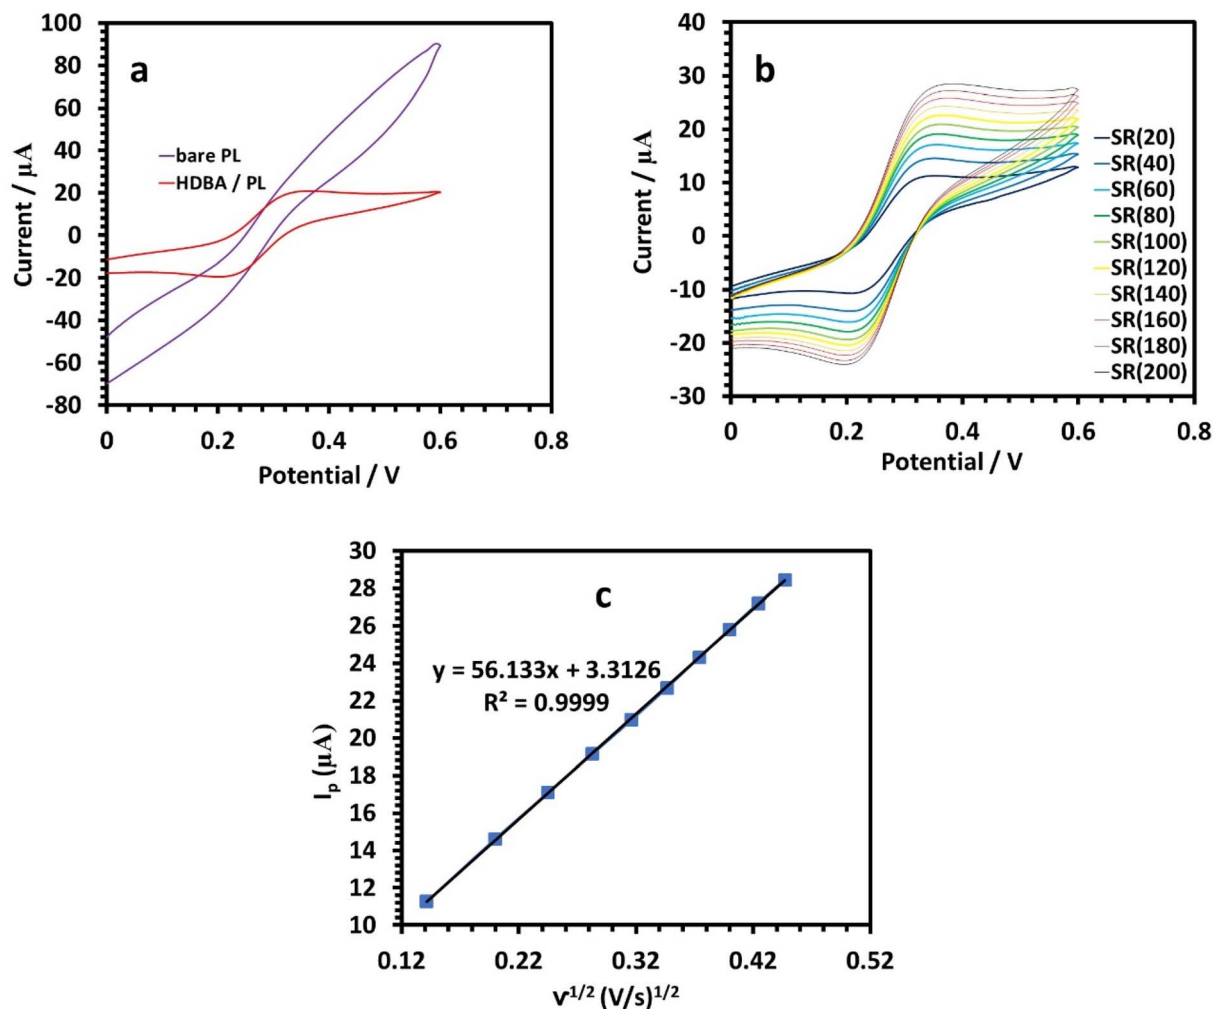 a
100
80
60
40
20
0
-20
-40
-60
-80
Current / μA
bare PL
HDBA / PL
0 0.2 0.4 0.6 0.8
Potential / V
b
40
30
20
10
0
-10
-20
-30
Current / μA
SR(20)
SR(40)
SR(60)
SR(80)
SR(100)
SR(120)
SR(140)
SR(160)
SR(180)
SR(200)
0 0.2 0.4 0.6 0.8
Potential / V
c
30
28
26
24
22
20
18
16
14
12
10
Ip (μA)
y = 56.133x + 3.3126
R² = 0.9999
0.12 0.22 0.32 0.42 0.52
v1/2 (V/s)1/2